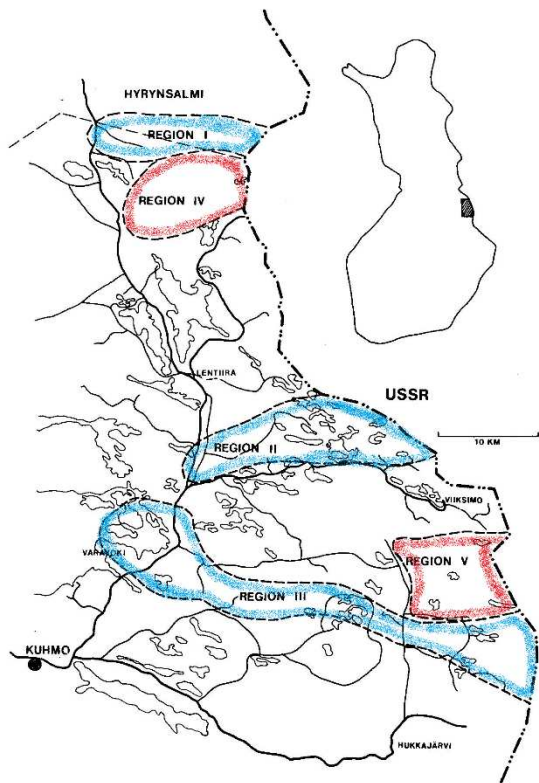 HYRYNSALMI
REGION I
REGION IV
LENTIIRA
USSR
10 KM
REGION II
VIIKSIMO
VARAJOKI
REGION V
REGION III
KUHMO
HUKKAJÄRVI